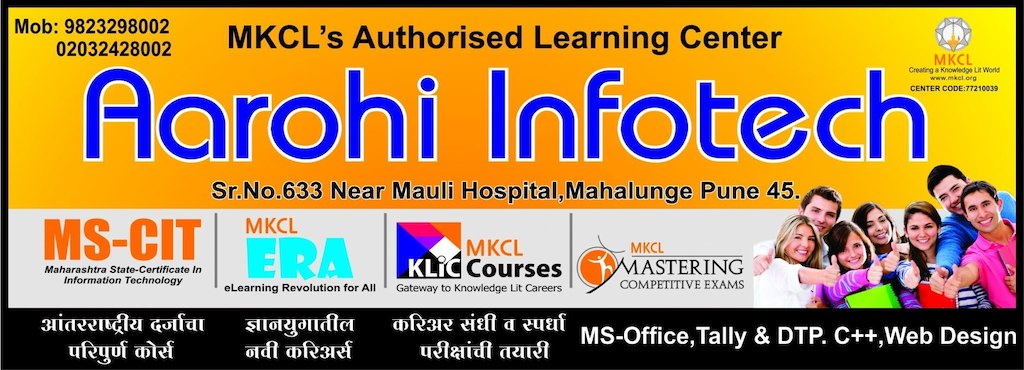 Mob: 9823298002
02032428002
MKCL's Authorised Learning Center
MKCL
Creating a Knowledge Lit World
www.mkcl.org
CENTER CODE:77210039
Aarohi Infotech
Sr.No.633 Near Mauli Hospital,Mahalunge Pune 45.
MS-CIT
Maharashtra State-Certificate In
Information Technology
MKCL
ERA
eLearning Revolution for All
KLiC
MKCL
Courses
Gateway to Knowledge Lit Careers
MKCL
MASTERING
COMPETITIVE EXAMS
आंतरराष्ट्रीय दर्जाचा
परिपुर्ण कोर्स
ज्ञानयुगातील
नवी करिअर्स
करिअर संधी व स्पर्धा
परीक्षांची तयारी
MS-Office,Tally & DTP. C++,Web Design